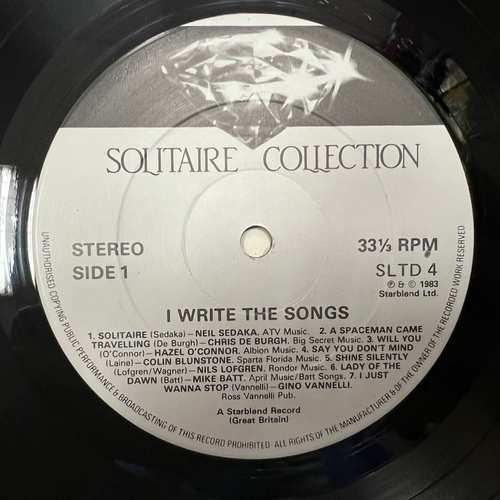 SOLITAIRE COLLECTION
STEREO
SIDE 1
33⅓ RPM
SLTD 4
℗ & © 1983
Starblend Ltd.
I WRITE THE SONGS
1. SOLITAIRE (Sedaka) – NEIL SEDAKA. ATV Music. 2. A SPACEMAN CAME
TRAVELLING (De Burgh) – CHRIS DE BURGH. Big Secret Music. 3. WILL YOU
(O'Connor) – HAZEL O'CONNOR. Albion Music. 4. SAY YOU DON'T MIND
(Laine) – COLIN BLUNSTONE. Sparta Florida Music. 5. SHINE SILENTLY
(Lofgren/Wagner) – NILS LOFGREN. Rondor Music. 6. LADY OF THE
DAWN (Batt) – MIKE BATT. April Music/Batt Songs. 7. I JUST
WANNA STOP (Vannelli) – GINO VANNELLI.
Ross Vannelli Pub.
A Starblend Record
(Great Britain)
UNAUTHORISED COPYING PUBLIC PERFORMANCE & BROADCASTING OF THIS RECORD PROHIBITED. ALL RIGHTS OF THE MANUFACTURER & OF THE OWNER OF THE RECORDED WORK RESERVED.